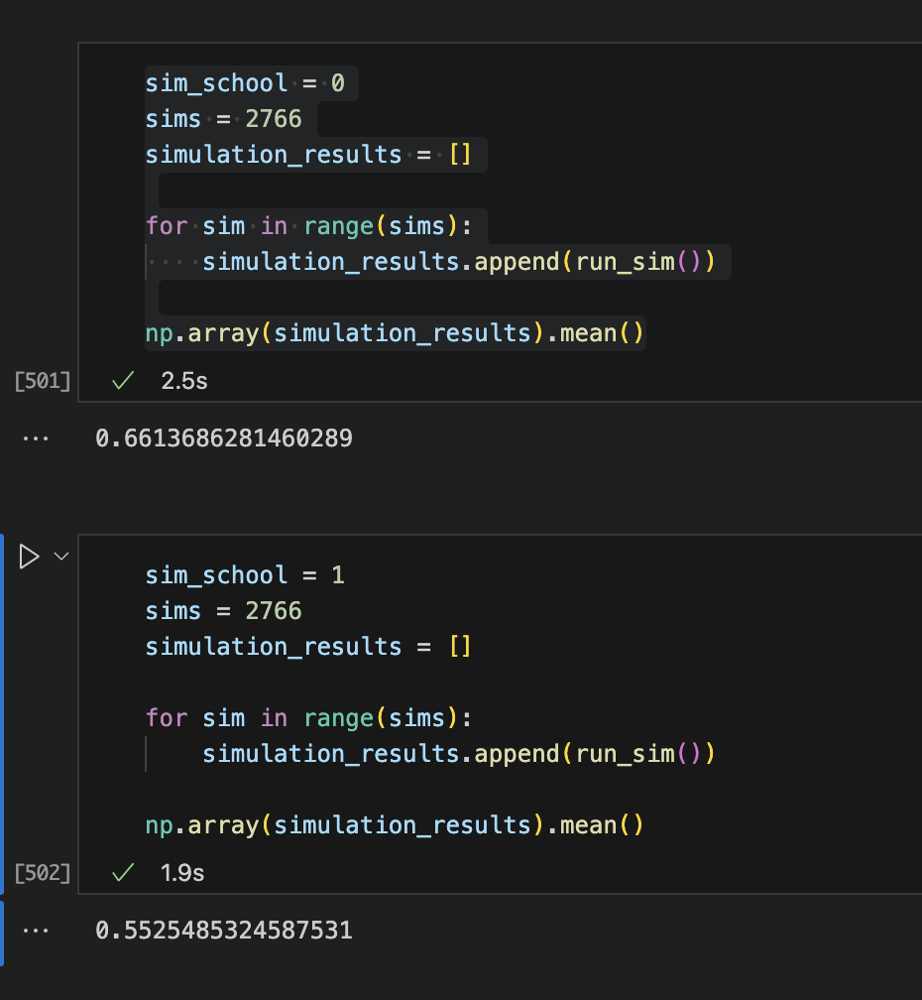 sim_school = 0
sims = 2766
simulation_results = []
for sim in range(sims):
simulation_results.append(run_sim())
np.array(simulation_results).mean()
[501] ✓ 2.5s
... 0.6613686281460289
sim_school = 1
sims = 2766
simulation_results = []
for sim in range(sims):
simulation_results.append(run_sim())
np.array(simulation_results).mean()
[502] ✓ 1.9s
... 0.5525485324587531